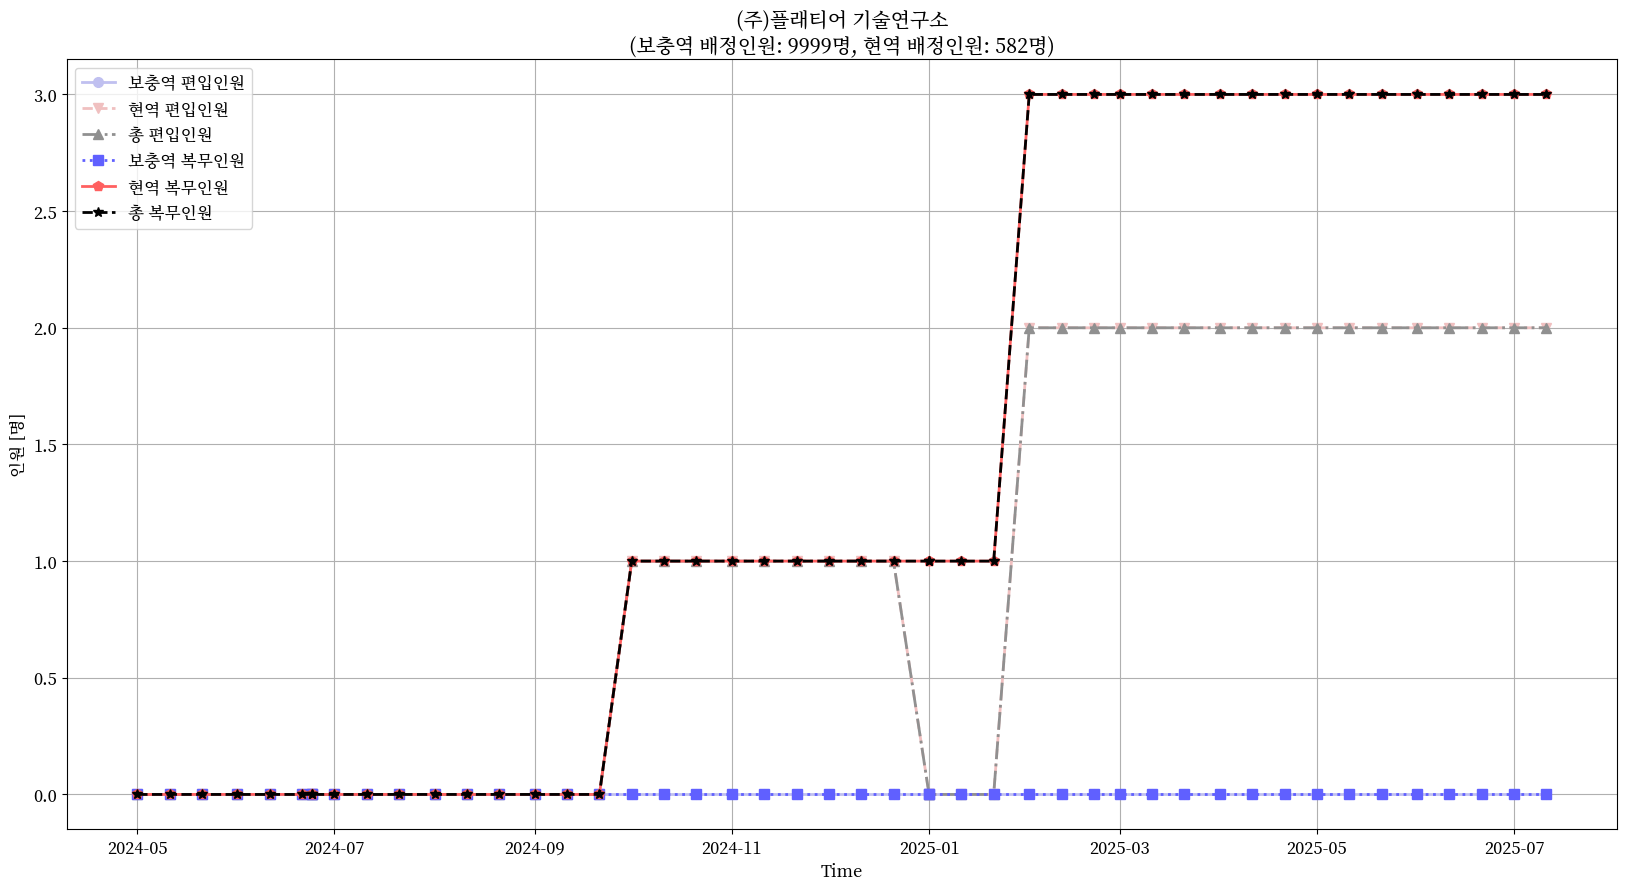 (주)플래티어 기술연구소
(보충역 배정인원: 9999명, 현역 배정인원: 582명)
보충역 편입인원
현역 편입인원
총 편입인원
보충역 복무인원
현역 복무인원
총 복무인원
인원 [명]
3.0
2.5
2.0
1.5
1.0
0.5
0.0
2024-05
2024-07
2024-09
2024-11
2025-01
2025-03
2025-05
2025-07
Time